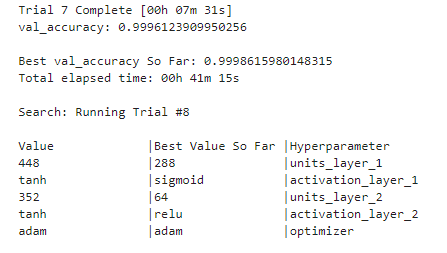 Trial 7 Complete [00h 07m 31s]
val_accuracy: 0.9996123909950256
Best val_accuracy So Far: 0.9998615980148315
Total elapsed time: 00h 41m 15s
Search: Running Trial #8
Value |Best Value So Far |Hyperparameter
448 |288 |units_layer_1
tanh |sigmoid |activation_layer_1
352 |64 |units_layer_2
tanh |relu |activation_layer_2
adam |adam |optimizer